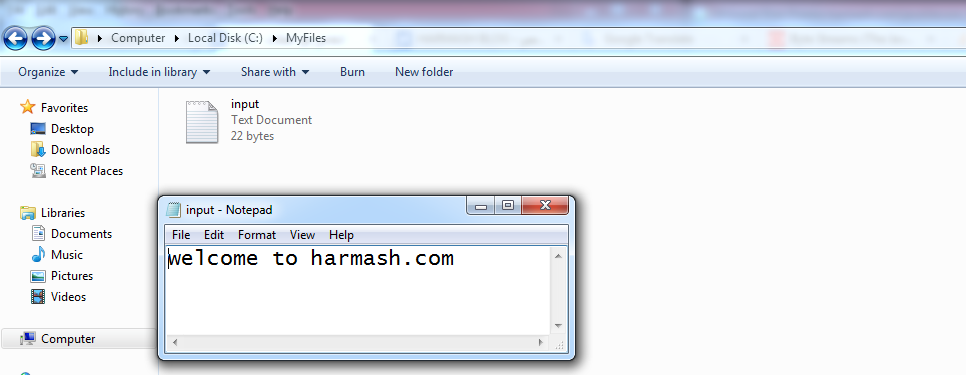 Computer Local Disk (C:) MyFiles
Organize Include in library Share with Burn New folder
Favorites
Desktop
Downloads
Recent Places
Libraries
Documents
Music
Pictures
Videos
Computer
input
Text Document
22 bytes
input - Notepad
File Edit Format View Help
welcome to harmash.com